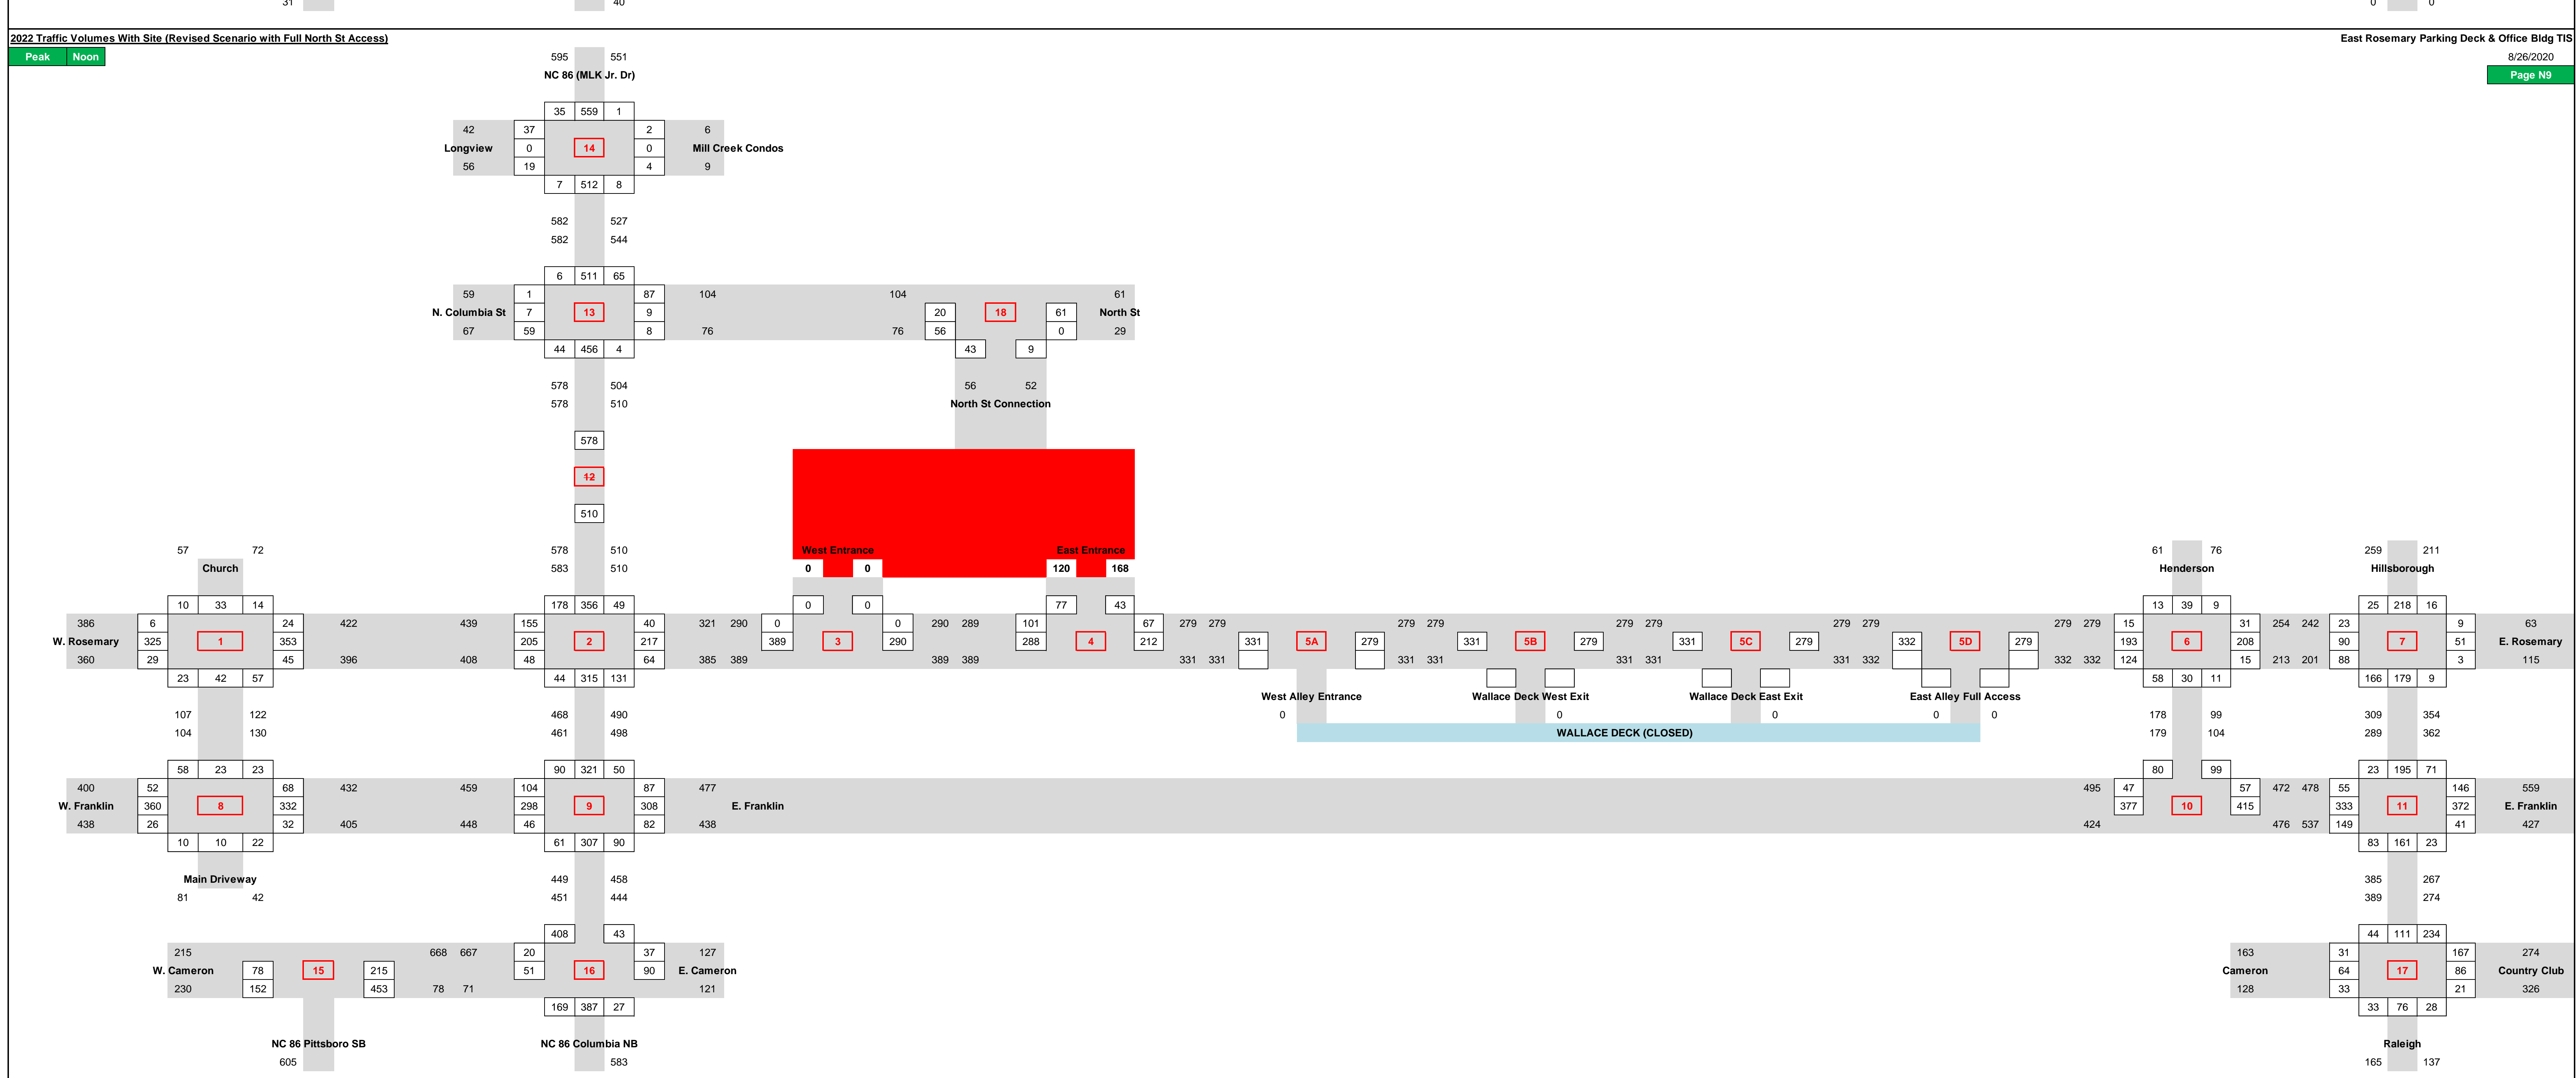 31 40 0 0
2022 Traffic Volumes With Site (Revised Scenario with Full North St Access) East Rosemary Parking Deck & Office Bldg TIS
Peak Noon 595 551 8/26/2020
NC 86 (MLK Jr. Dr) Page N9
35 559 1
42 37 2 6
Longview 0 14 0 Mill Creek Condos
56 19 4 9
7 512 8
582 527
582 544
6 511 65
59 1 87 104 104 61
N. Columbia St 7 13 9 20 18 61 North St
67 59 8 76 76 56 0 29
44 456 4 43 9
578 504 56 52
578 510 North St Connection
578
12
510
57 72 578 510 West Entrance East Entrance 61 76 259 211
Church 583 510 0 0 120 168 Henderson Hillsborough
10 33 14 178 356 49 0 0 77 43 13 39 9 25 218 16
386 6 24 422 439 155 40 321 290 0 0 290 289 101 67 279 279 279 279 279 279 279 279 279 279 15 31 254 242 23 9 63
W. Rosemary 325 1 353 205 2 217 389 3 290 288 4 212 331 5A 279 331 5B 279 331 5C 279 332 5D 279 193 6 208 90 7 51 E. Rosemary
360 29 45 396 408 48 64 385 389 389 389 331 331 331 331 331 331 331 332 332 332 124 15 213 201 88 3 115
23 42 57 44 315 131 58 30 11 166 179 9
West Alley Entrance Wallace Deck West Exit Wallace Deck East Exit East Alley Full Access
107 122 468 490 0 0 0 0 0 178 99 309 354
104 130 461 498 WALLACE DECK (CLOSED) 179 104 289 362
58 23 23 90 321 50 80 99 23 195 71
400 52 68 432 459 104 87 477 495 47 57 472 478 55 146 559
W. Franklin 360 8 332 298 9 308 E. Franklin 377 10 415 333 11 372 E. Franklin
438 26 32 405 448 46 82 438 424 476 537 149 41 427
10 10 22 61 307 90 83 161 23
Main Driveway 449 458 385 267
81 42 451 444 389 274
408 43 44 111 234
215 668 667 20 37 127 163 31 167 274
W. Cameron 78 15 215 51 16 90 E. Cameron Cameron 64 17 86 Country Club
230 152 453 78 71 121 128 33 21 326
169 387 27 33 76 28
NC 86 Pittsboro SB NC 86 Columbia NB Raleigh
605 583 165 137